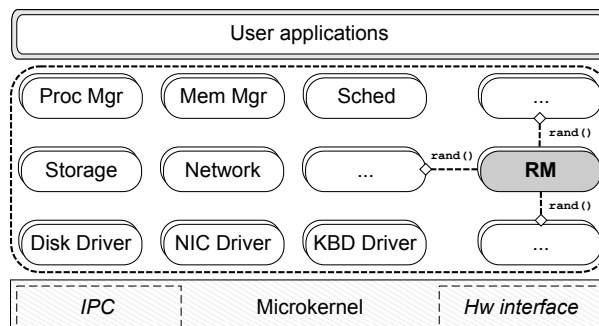 User applications
Proc Mgr Mem Mgr Sched ...
rand()
Storage Network ... rand() RM
rand()
Disk Driver NIC Driver KBD Driver ...
IPC Microkernel Hw interface